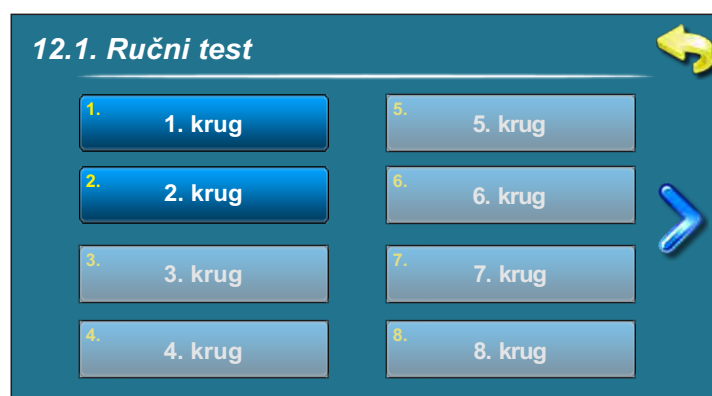 12.1. Ručni test
1.
1. krug
2.
2. krug
3.
3. krug
4.
4. krug
5.
5. krug
6.
6. krug
7.
7. krug
8.
8. krug